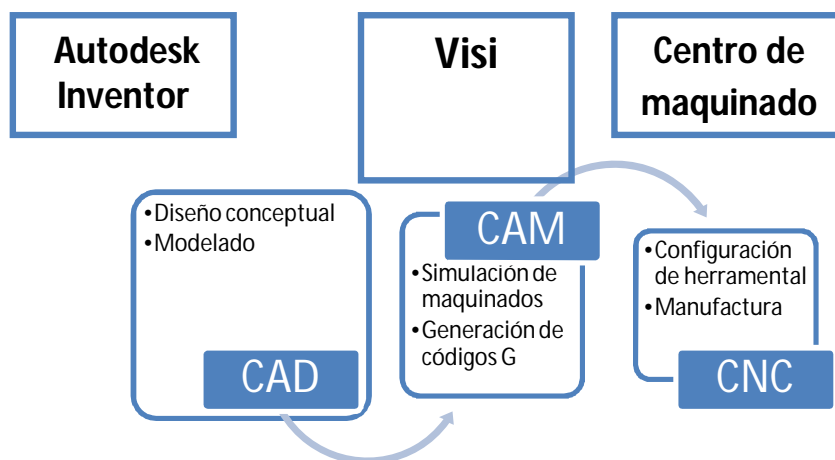 Autodesk
Inventor
Visi
Centro de
maquinado
•Diseño conceptual
•Modelado
CAD
CAM
•Simulación de
maquinados
•Generación de
códigos G
•Configuración
de herramental
•Manufactura
CNC